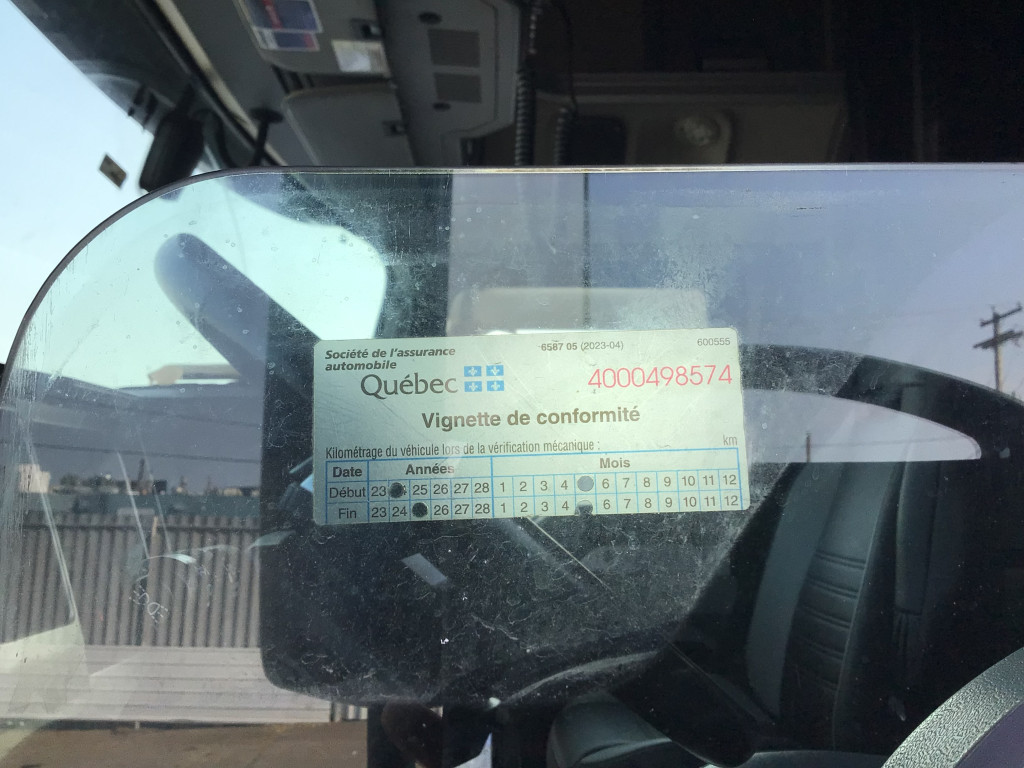 Société de l'assurance
automobile
6587 05 (2023-04)
600555
Québec
4000498574
Vignette de conformité
Kilométrage du véhicule lors de la vérification mécanique :
km
Date Années Mois
Début 23 25 26 27 28 1 2 3 4 6 7 8 9 10 11 12
Fin 23 24 26 27 28 1 2 3 4 6 7 8 9 10 11 12